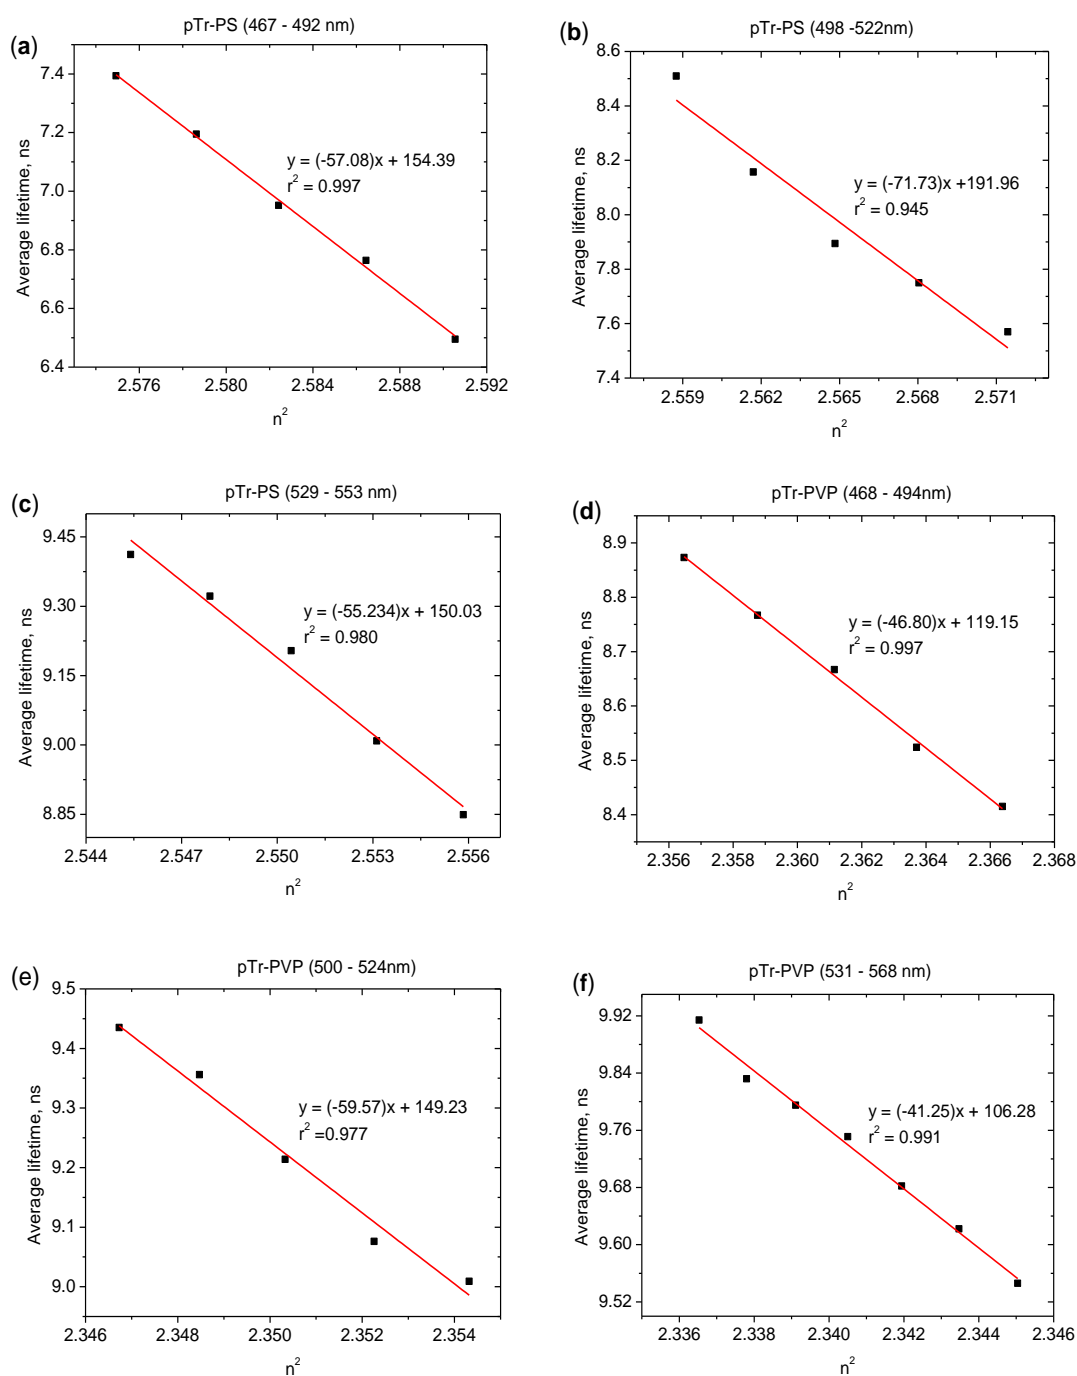 (a)
pTr-PS (467 - 492 nm)
Average lifetime, ns
7.4
7.2
7.0
6.8
6.6
6.4
y = (-57.08)x + 154.39
r² = 0.997
2.576 2.580 2.584 2.588 2.592
n²
(b)
pTr-PS (498 -522nm)
Average lifetime, ns
8.6
8.4
8.2
8.0
7.8
7.6
7.4
y = (-71.73)x +191.96
r² = 0.945
2.559 2.562 2.565 2.568 2.571
n²
(c)
pTr-PS (529 - 553 nm)
Average lifetime, ns
9.45
9.30
9.15
9.00
8.85
y = (-55.234)x + 150.03
r² = 0.980
2.544 2.547 2.550 2.553 2.556
n²
(d)
pTr-PVP (468 - 494nm)
Average lifetime, ns
8.9
8.8
8.7
8.6
8.5
8.4
y = (-46.80)x + 119.15
r² = 0.997
2.356 2.358 2.360 2.362 2.364 2.366 2.368
n²
(e)
pTr-PVP (500 - 524nm)
Average lifetime, ns
9.5
9.4
9.3
9.2
9.1
9.0
y = (-59.57)x + 149.23
r² =0.977
2.346 2.348 2.350 2.352 2.354
n²
(f)
pTr-PVP (531 - 568 nm)
Average lifetime, ns
9.92
9.84
9.76
9.68
9.60
9.52
y = (-41.25)x + 106.28
r² = 0.991
2.336 2.338 2.340 2.342 2.344 2.346
n²